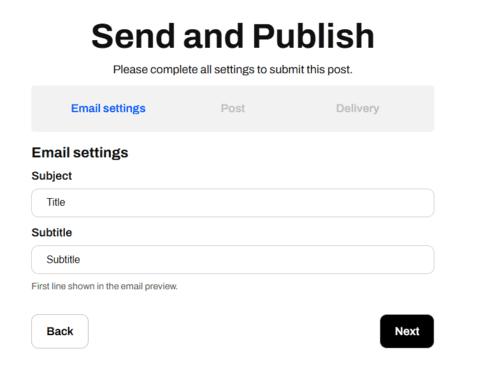 Send and Publish
Please complete all settings to submit this post.
Email settings Post Delivery
Email settings
Subject
Title
Subtitle
Subtitle
First line shown in the email preview.
Back Next